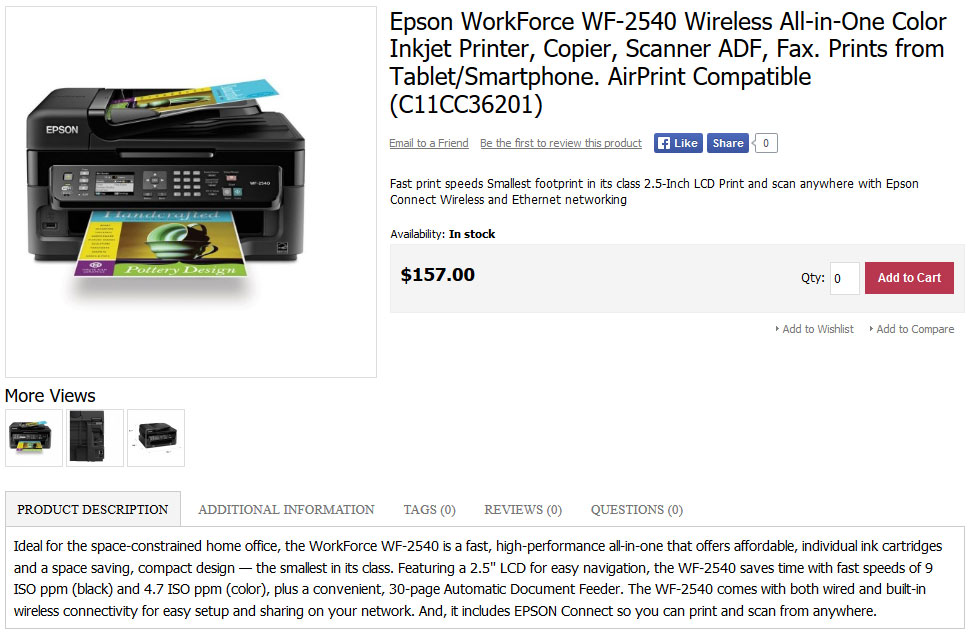 Epson WorkForce WF-2540 Wireless All-in-One Color
Inkjet Printer, Copier, Scanner ADF, Fax. Prints from
Tablet/Smartphone. AirPrint Compatible
(C11CC36201)
Email to a Friend Be the first to review this product Like Share 0
Fast print speeds Smallest footprint in its class 2.5-Inch LCD Print and scan anywhere with Epson
Connect Wireless and Ethernet networking
Availability: In stock
$157.00 Qty: 0 Add to Cart
Add to Wishlist Add to Compare
EPSON
WF-2540
Handcrafted
Pottery Design
More Views
PRODUCT DESCRIPTION ADDITIONAL INFORMATION TAGS (0) REVIEWS (0) QUESTIONS (0)
Ideal for the space-constrained home office, the WorkForce WF-2540 is a fast, high-performance all-in-one that offers affordable, individual ink cartridges
and a space saving, compact design — the smallest in its class. Featuring a 2.5" LCD for easy navigation, the WF-2540 saves time with fast speeds of 9
ISO ppm (black) and 4.7 ISO ppm (color), plus a convenient, 30-page Automatic Document Feeder. The WF-2540 comes with both wired and built-in
wireless connectivity for easy setup and sharing on your network. And, it includes EPSON Connect so you can print and scan from anywhere.